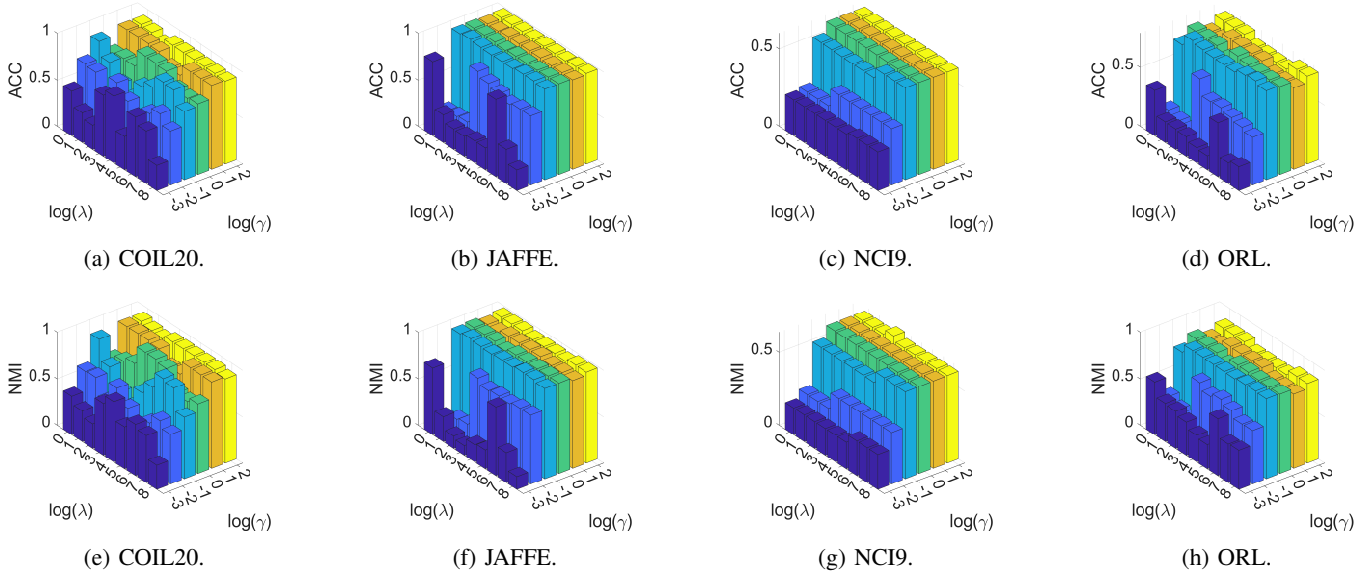 1
0.5
0
ACC
0 1 2 3 4 5 6 7 8
log(λ)
-3 -2 -1 0 1 2
log(γ)
(a) COIL20.
1
0.5
0
ACC
0 1 2 3 4 5 6 7 8
log(λ)
-3 -2 -1 0 1 2
log(γ)
(b) JAFFE.
0.5
0
ACC
0 1 2 3 4 5 6 7 8
log(λ)
-3 -2 -1 0 1 2
log(γ)
(c) NCI9.
0.5
0
ACC
0 1 2 3 4 5 6 7 8
log(λ)
-3 -2 -1 0 1 2
log(γ)
(d) ORL.
1
0.5
0
NMI
0 1 2 3 4 5 6 7 8
log(λ)
-3 -2 -1 0 1 2
log(γ)
(e) COIL20.
1
0.5
0
NMI
0 1 2 3 4 5 6 7 8
log(λ)
-3 -2 -1 0 1 2
log(γ)
(f) JAFFE.
0.5
0
NMI
0 1 2 3 4 5 6 7 8
log(λ)
-3 -2 -1 0 1 2
log(γ)
(g) NCI9.
1
0.5
0
NMI
0 1 2 3 4 5 6 7 8
log(λ)
-3 -2 -1 0 1 2
log(γ)
(h) ORL.